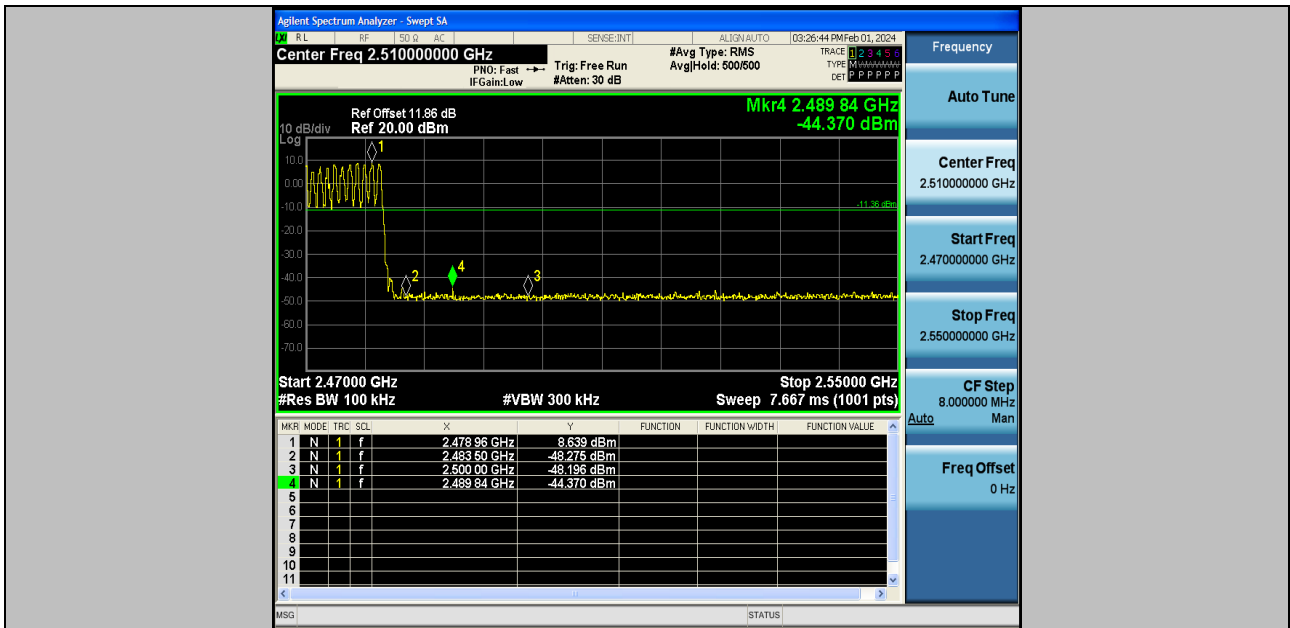 Agilent Spectrum Analyzer - Swept SA
RL RF 50 Ω AC SENSE:INT ALIGN AUTO 03:26:44 PM Feb 01, 2024
Center Freq 2.510000000 GHz
PNO: Fast
IFGain:Low
Trig: Free Run
#Atten: 30 dB
#Avg Type: RMS
Avg|Hold: 500/500
TRACE 1 2 3 4 5 6
TYPE M
DET P P P P P P
Mkr4 2.489 84 GHz
-44.370 dBm
Ref Offset 11.86 dB
10 dB/div Ref 20.00 dBm
Log
10.0
0.00
-10.0
-20.0
-30.0
-40.0
-50.0
-60.0
-70.0
1
2
4
3
-11.36 dBm
Start 2.47000 GHz Stop 2.55000 GHz
#Res BW 100 kHz #VBW 300 kHz Sweep 7.667 ms (1001 pts)
MKR MODE TRC SCL X Y FUNCTION FUNCTION WIDTH FUNCTION VALUE
1 N 1 f 2.478 96 GHz 8.639 dBm
2 N 1 f 2.483 50 GHz -48.275 dBm
3 N 1 f 2.500 00 GHz -48.196 dBm
4 N 1 f 2.489 84 GHz -44.370 dBm
5
6
7
8
9
10
11
MSG STATUS
Frequency
Auto Tune
Center Freq
2.510000000 GHz
Start Freq
2.470000000 GHz
Stop Freq
2.550000000 GHz
CF Step
8.000000 MHz
Auto Man
Freq Offset
0 Hz